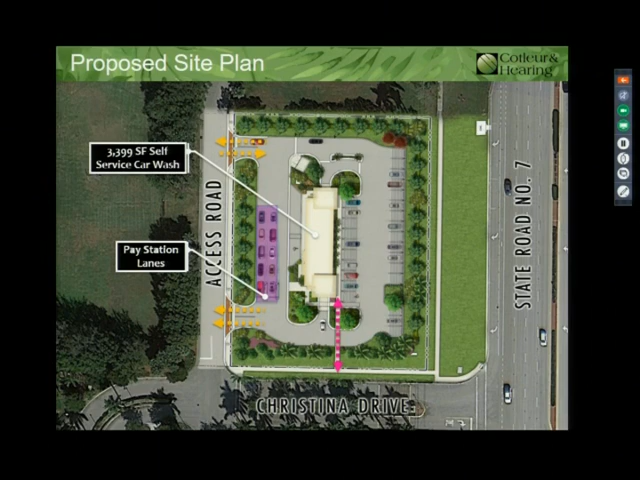 Proposed Site Plan
Cotleur&
Hearing
3,399 SF Self
Service Car Wash
Pay Station
Lanes
ACCESS ROAD
STATE ROAD NO. 7
CHRISTINA DRIVE